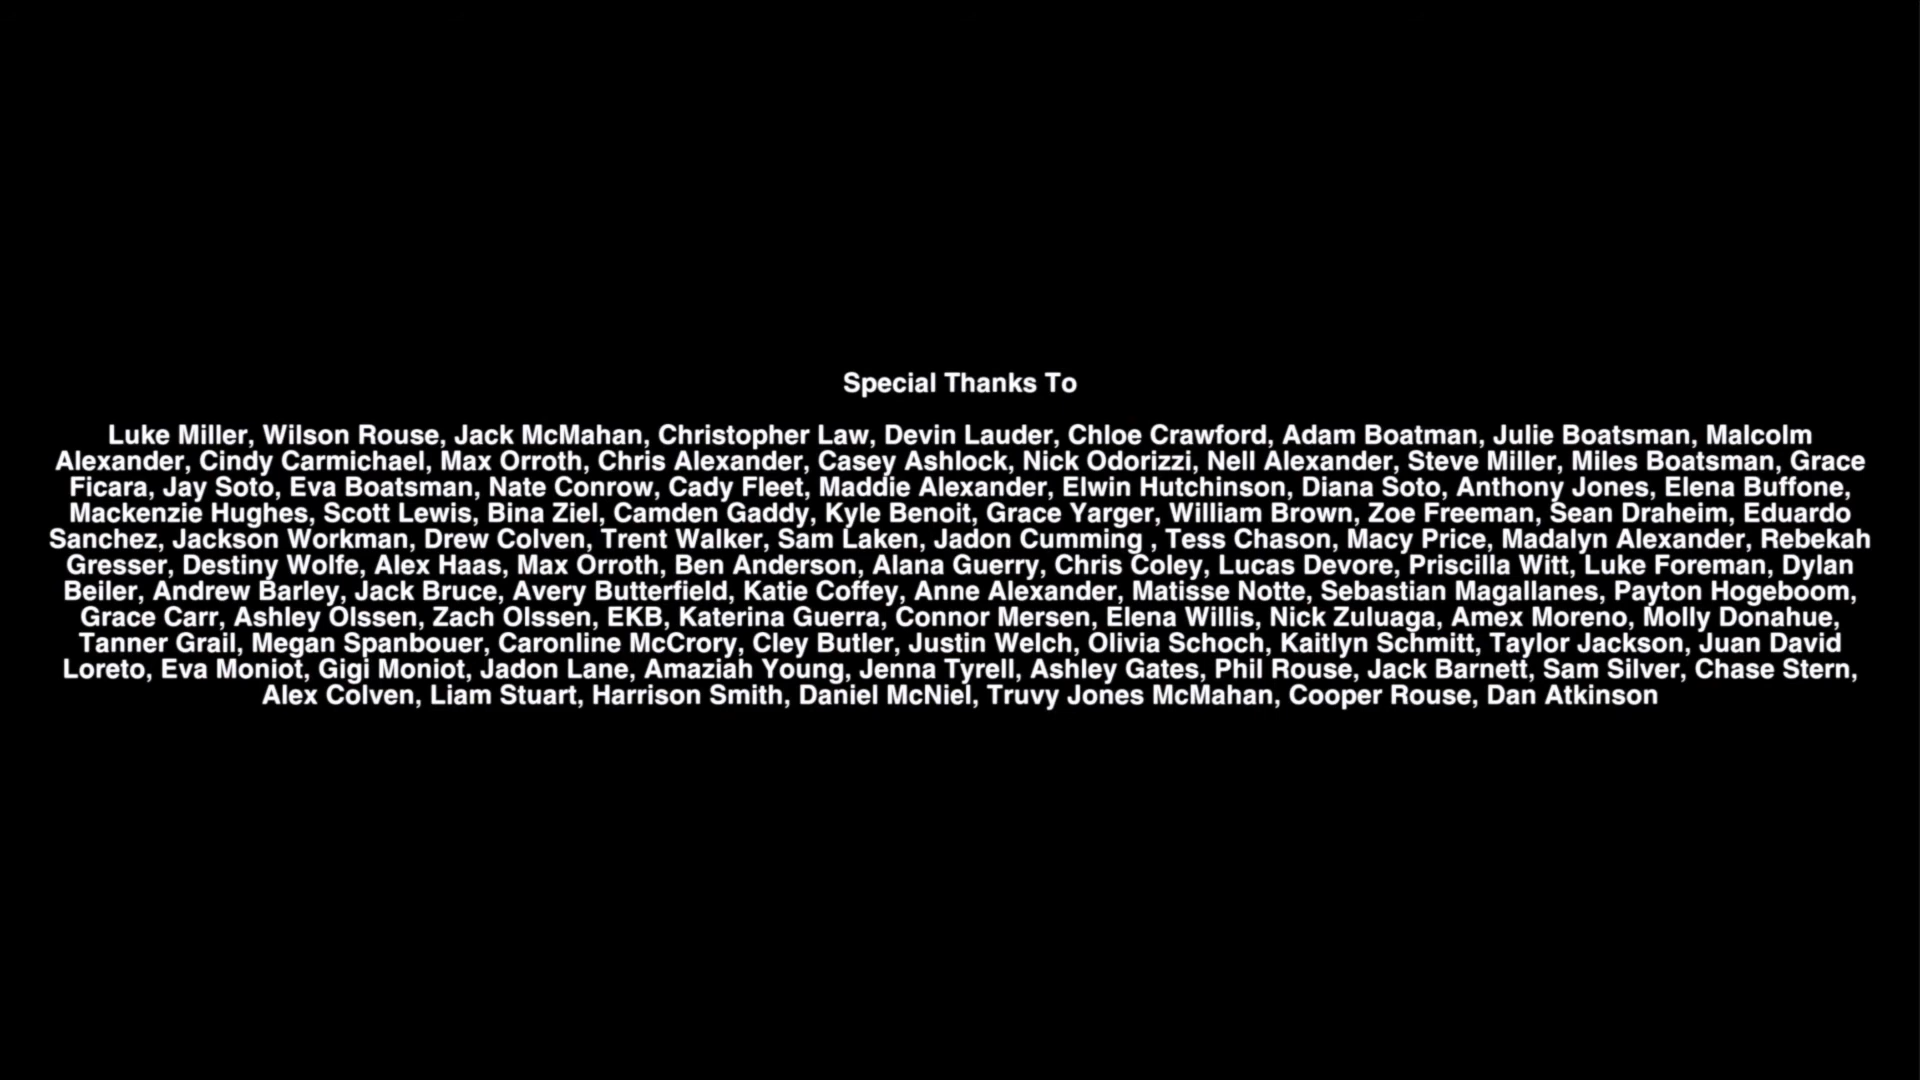 Special Thanks To
Luke Miller, Wilson Rouse, Jack McMahan, Christopher Law, Devin Lauder, Chloe Crawford, Adam Boatman, Julie Boatsman, Malcolm
Alexander, Cindy Carmichael, Max Orroth, Chris Alexander, Casey Ashlock, Nick Odorizzi, Nell Alexander, Steve Miller, Miles Boatsman, Grace
Ficara, Jay Soto, Eva Boatsman, Nate Conrow, Cady Fleet, Maddie Alexander, Elwin Hutchinson, Diana Soto, Anthony Jones, Elena Buffone,
Mackenzie Hughes, Scott Lewis, Bina Ziel, Camden Gaddy, Kyle Benoit, Grace Yarger, William Brown, Zoe Freeman, Sean Draheim, Eduardo
Sanchez, Jackson Workman, Drew Colven, Trent Walker, Sam Laken, Jadon Cumming , Tess Chason, Macy Price, Madalyn Alexander, Rebekah
Gresser, Destiny Wolfe, Alex Haas, Max Orroth, Ben Anderson, Alana Guerry, Chris Coley, Lucas Devore, Priscilla Witt, Luke Foreman, Dylan
Beiler, Andrew Barley, Jack Bruce, Avery Butterfield, Katie Coffey, Anne Alexander, Matisse Notte, Sebastian Magallanes, Payton Hogeboom,
Grace Carr, Ashley Olssen, Zach Olssen, EKB, Katerina Guerra, Connor Mersen, Elena Willis, Nick Zuluaga, Amex Moreno, Molly Donahue,
Tanner Grail, Megan Spanbouer, Caronline McCrory, Cley Butler, Justin Welch, Olivia Schoch, Kaitlyn Schmitt, Taylor Jackson, Juan David
Loreto, Eva Moniot, Gigi Moniot, Jadon Lane, Amaziah Young, Jenna Tyrell, Ashley Gates, Phil Rouse, Jack Barnett, Sam Silver, Chase Stern,
Alex Colven, Liam Stuart, Harrison Smith, Daniel McNiel, Truvy Jones McMahan, Cooper Rouse, Dan Atkinson